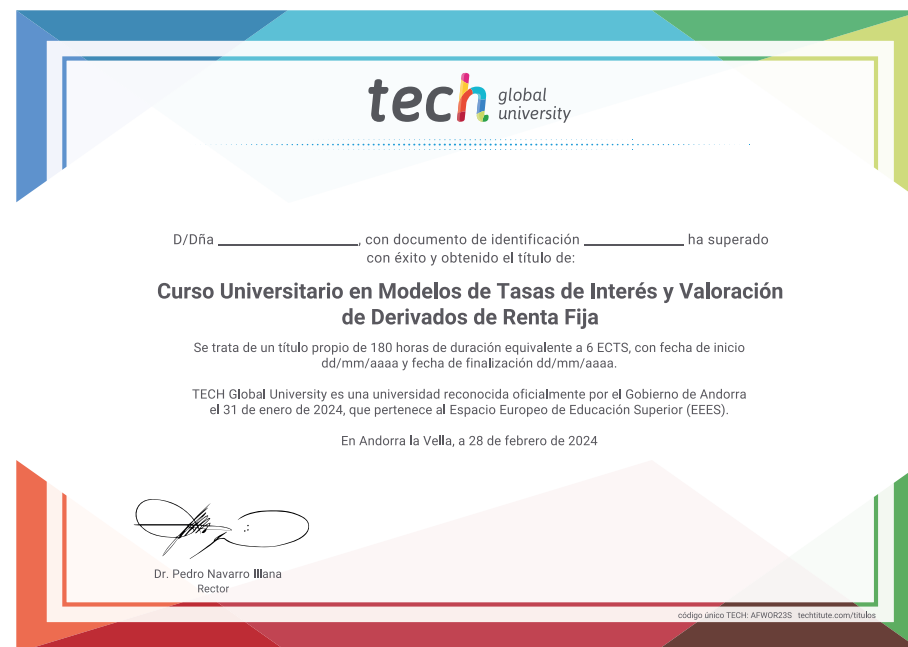 tech global university
D/Dña ____________________, con documento de identificación ______________ ha superado
con éxito y obtenido el título de:
Curso Universitario en Modelos de Tasas de Interés y Valoración
de Derivados de Renta Fija
Se trata de un título propio de 180 horas de duración equivalente a 6 ECTS, con fecha de inicio
dd/mm/aaaa y fecha de finalización dd/mm/aaaa.
TECH Global University es una universidad reconocida oficialmente por el Gobierno de Andorra
el 31 de enero de 2024, que pertenece al Espacio Europeo de Educación Superior (EEES).
En Andorra la Vella, a 28 de febrero de 2024
Dr. Pedro Navarro Illana
Rector
código único TECH: AFWOR23S techtitute.com/titulos